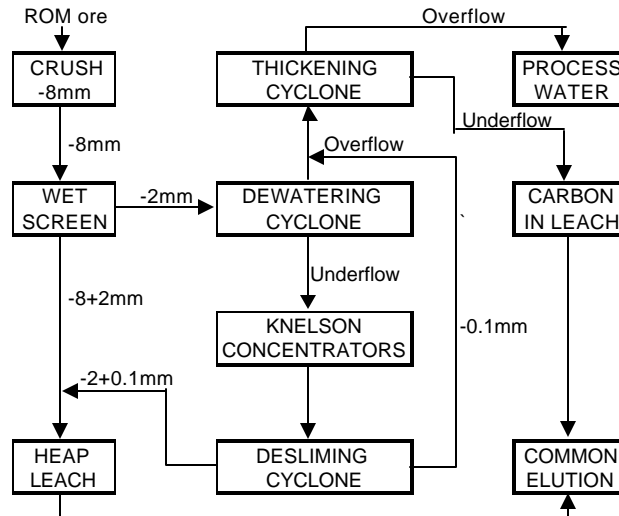 ROM ore
Overflow
CRUSH
-8mm
THICKENING
CYCLONE
PROCESS
WATER
Underflow
-8mm
Overflow
WET
SCREEN
-2mm
DEWATERING
CYCLONE
CARBON
IN LEACH
`
Underflow
-8+2mm
KNELSON
CONCENTRATORS
-0.1mm
-2+0.1mm
HEAP
LEACH
DESLIMING
CYCLONE
COMMON
ELUTION